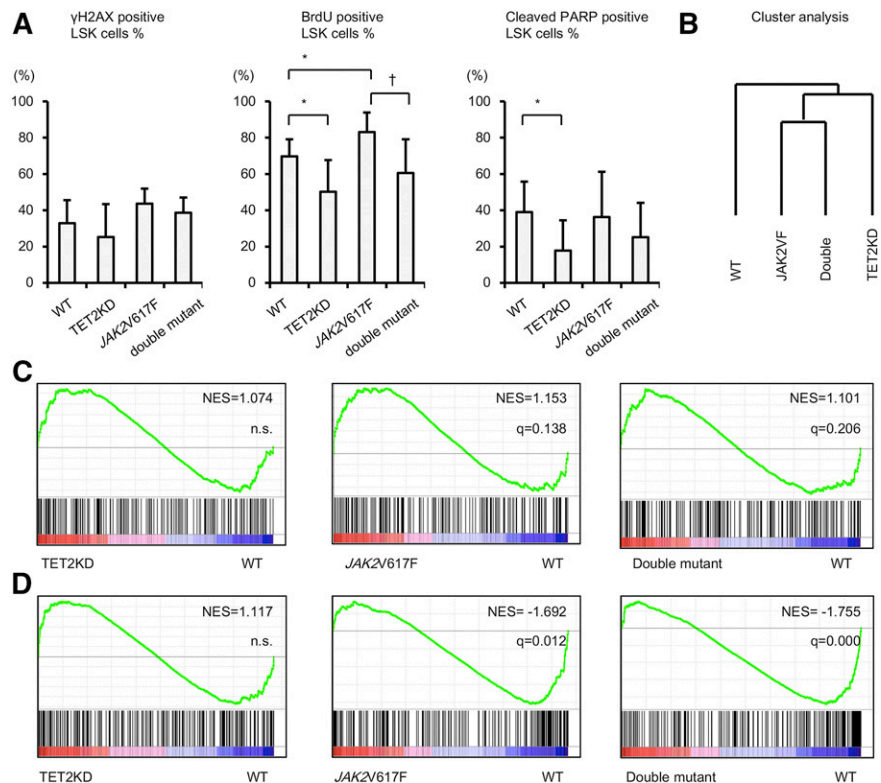 A
γH2AX positive
LSK cells %
BrdU positive
LSK cells %
Cleaved PARP positive
LSK cells %
B
Cluster analysis
(%)
100
80
60
40
20
0
WT
TET2KD
JAK2V617F
double mutant
(%)
100
80
60
40
20
0
*
*
†
WT
TET2KD
JAK2V617F
double mutant
(%)
100
80
60
40
20
0
*
WT
TET2KD
JAK2V617F
double mutant
WT
JAK2VF
Double
TET2KD
C
NES=1.074
n.s.
TET2KD WT
NES=1.153
q=0.138
JAK2V617F WT
NES=1.101
q=0.206
Double mutant WT
D
NES=1.117
n.s.
TET2KD WT
NES= -1.692
q=0.012
JAK2V617F WT
NES= -1.755
q=0.000
Double mutant WT